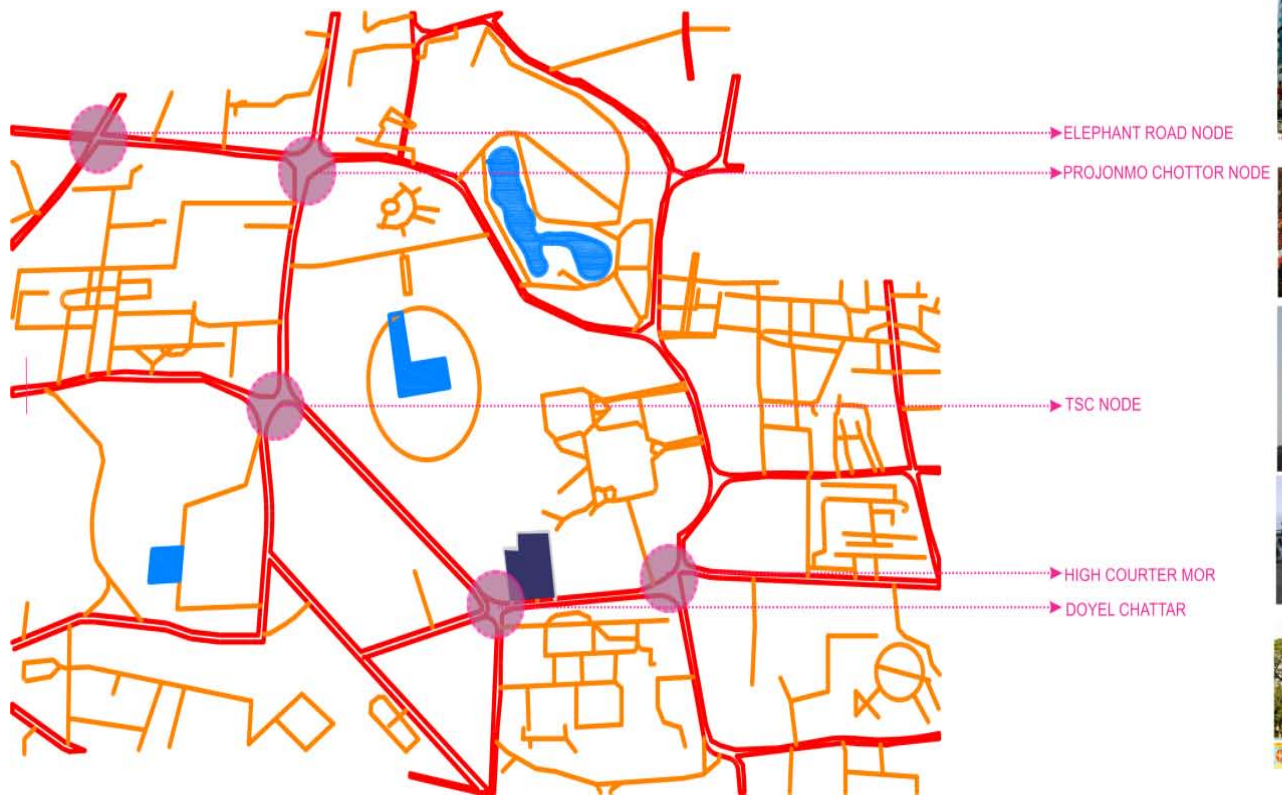 ELEPHANT ROAD NODE
PROJONMO CHOTTOR NODE
TSC NODE
HIGH COURTER MOR
DOYEL CHATTAR